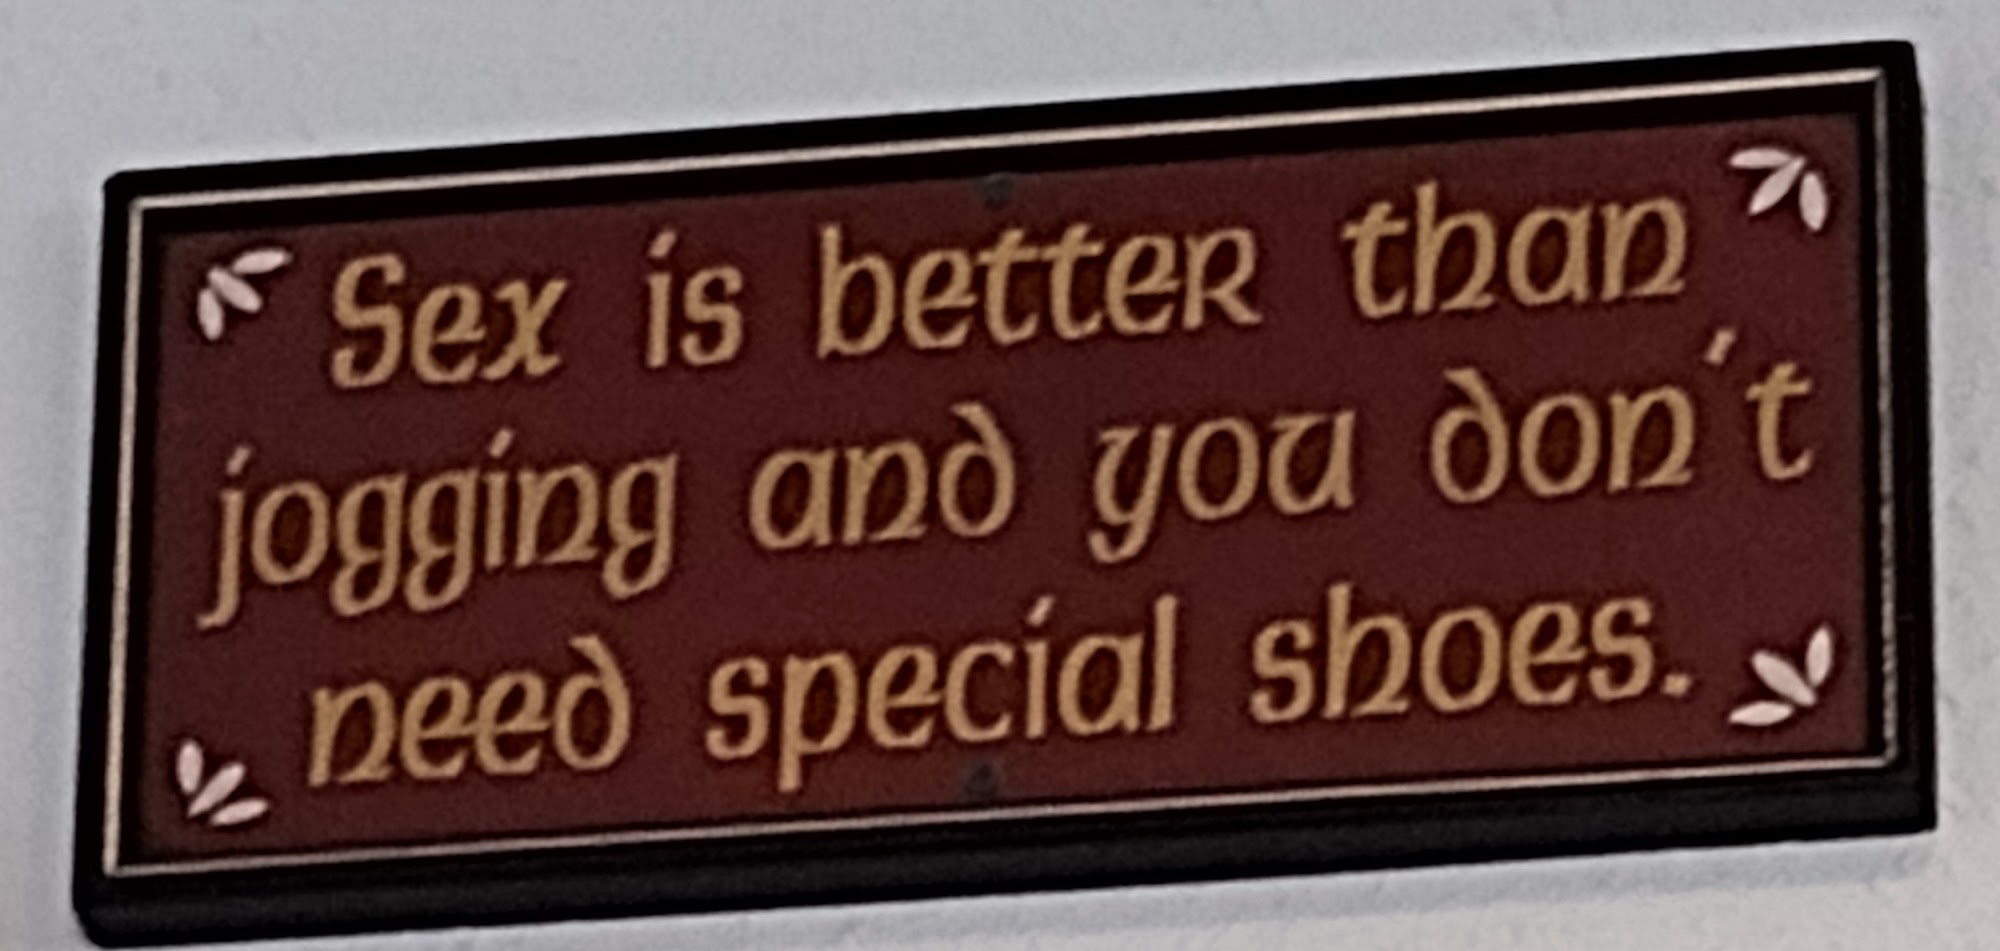 Sex is better than
jogging and you don't
need special shoes.